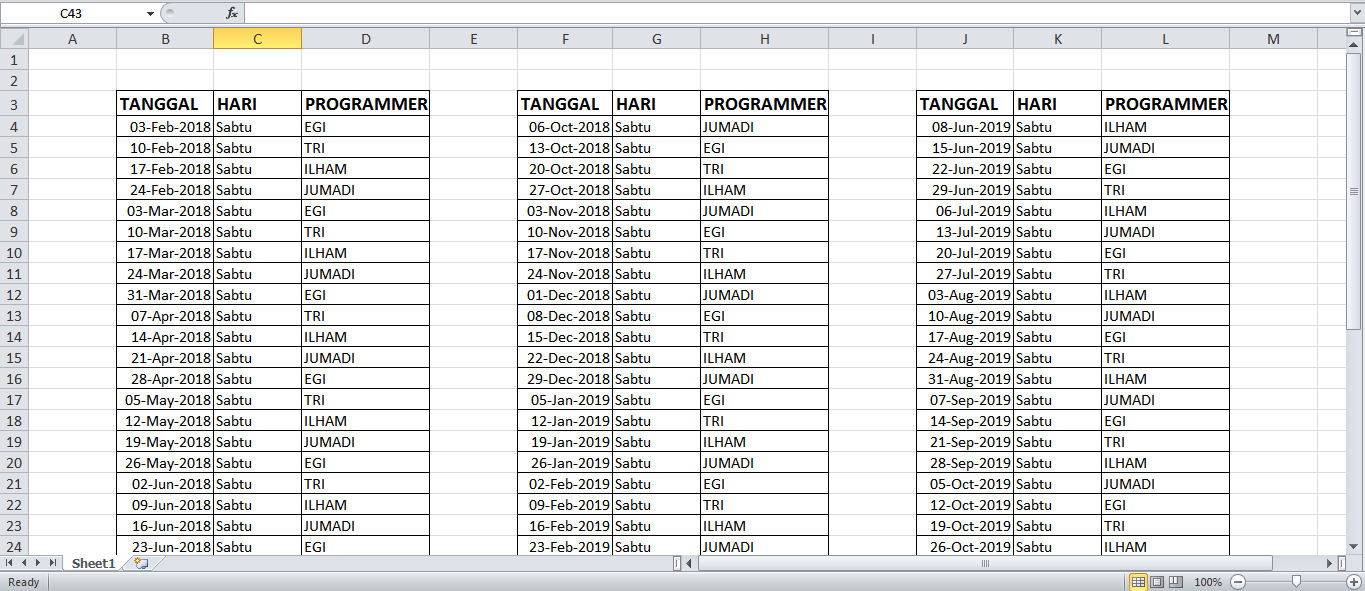 C43 fx
A B C D E F G H I J K L M
1
2
3 TANGGAL HARI PROGRAMMER TANGGAL HARI PROGRAMMER TANGGAL HARI PROGRAMMER
4 03-Feb-2018 Sabtu EGI 06-Oct-2018 Sabtu JUMADI 08-Jun-2019 Sabtu ILHAM
5 10-Feb-2018 Sabtu TRI 13-Oct-2018 Sabtu EGI 15-Jun-2019 Sabtu JUMADI
6 17-Feb-2018 Sabtu ILHAM 20-Oct-2018 Sabtu TRI 22-Jun-2019 Sabtu EGI
7 24-Feb-2018 Sabtu JUMADI 27-Oct-2018 Sabtu ILHAM 29-Jun-2019 Sabtu TRI
8 03-Mar-2018 Sabtu EGI 03-Nov-2018 Sabtu JUMADI 06-Jul-2019 Sabtu ILHAM
9 10-Mar-2018 Sabtu TRI 10-Nov-2018 Sabtu EGI 13-Jul-2019 Sabtu JUMADI
10 17-Mar-2018 Sabtu ILHAM 17-Nov-2018 Sabtu TRI 20-Jul-2019 Sabtu EGI
11 24-Mar-2018 Sabtu JUMADI 24-Nov-2018 Sabtu ILHAM 27-Jul-2019 Sabtu TRI
12 31-Mar-2018 Sabtu EGI 01-Dec-2018 Sabtu JUMADI 03-Aug-2019 Sabtu ILHAM
13 07-Apr-2018 Sabtu TRI 08-Dec-2018 Sabtu EGI 10-Aug-2019 Sabtu JUMADI
14 14-Apr-2018 Sabtu ILHAM 15-Dec-2018 Sabtu TRI 17-Aug-2019 Sabtu EGI
15 21-Apr-2018 Sabtu JUMADI 22-Dec-2018 Sabtu ILHAM 24-Aug-2019 Sabtu TRI
16 28-Apr-2018 Sabtu EGI 29-Dec-2018 Sabtu JUMADI 31-Aug-2019 Sabtu ILHAM
17 05-May-2018 Sabtu TRI 05-Jan-2019 Sabtu EGI 07-Sep-2019 Sabtu JUMADI
18 12-May-2018 Sabtu ILHAM 12-Jan-2019 Sabtu TRI 14-Sep-2019 Sabtu EGI
19 19-May-2018 Sabtu JUMADI 19-Jan-2019 Sabtu ILHAM 21-Sep-2019 Sabtu TRI
20 26-May-2018 Sabtu EGI 26-Jan-2019 Sabtu JUMADI 28-Sep-2019 Sabtu ILHAM
21 02-Jun-2018 Sabtu TRI 02-Feb-2019 Sabtu EGI 05-Oct-2019 Sabtu JUMADI
22 09-Jun-2018 Sabtu ILHAM 09-Feb-2019 Sabtu TRI 12-Oct-2019 Sabtu EGI
23 16-Jun-2018 Sabtu JUMADI 16-Feb-2019 Sabtu ILHAM 19-Oct-2019 Sabtu TRI
24 23-Jun-2018 Sabtu EGI 23-Feb-2019 Sabtu JUMADI 26-Oct-2019 Sabtu ILHAM
Sheet1
Ready 100%